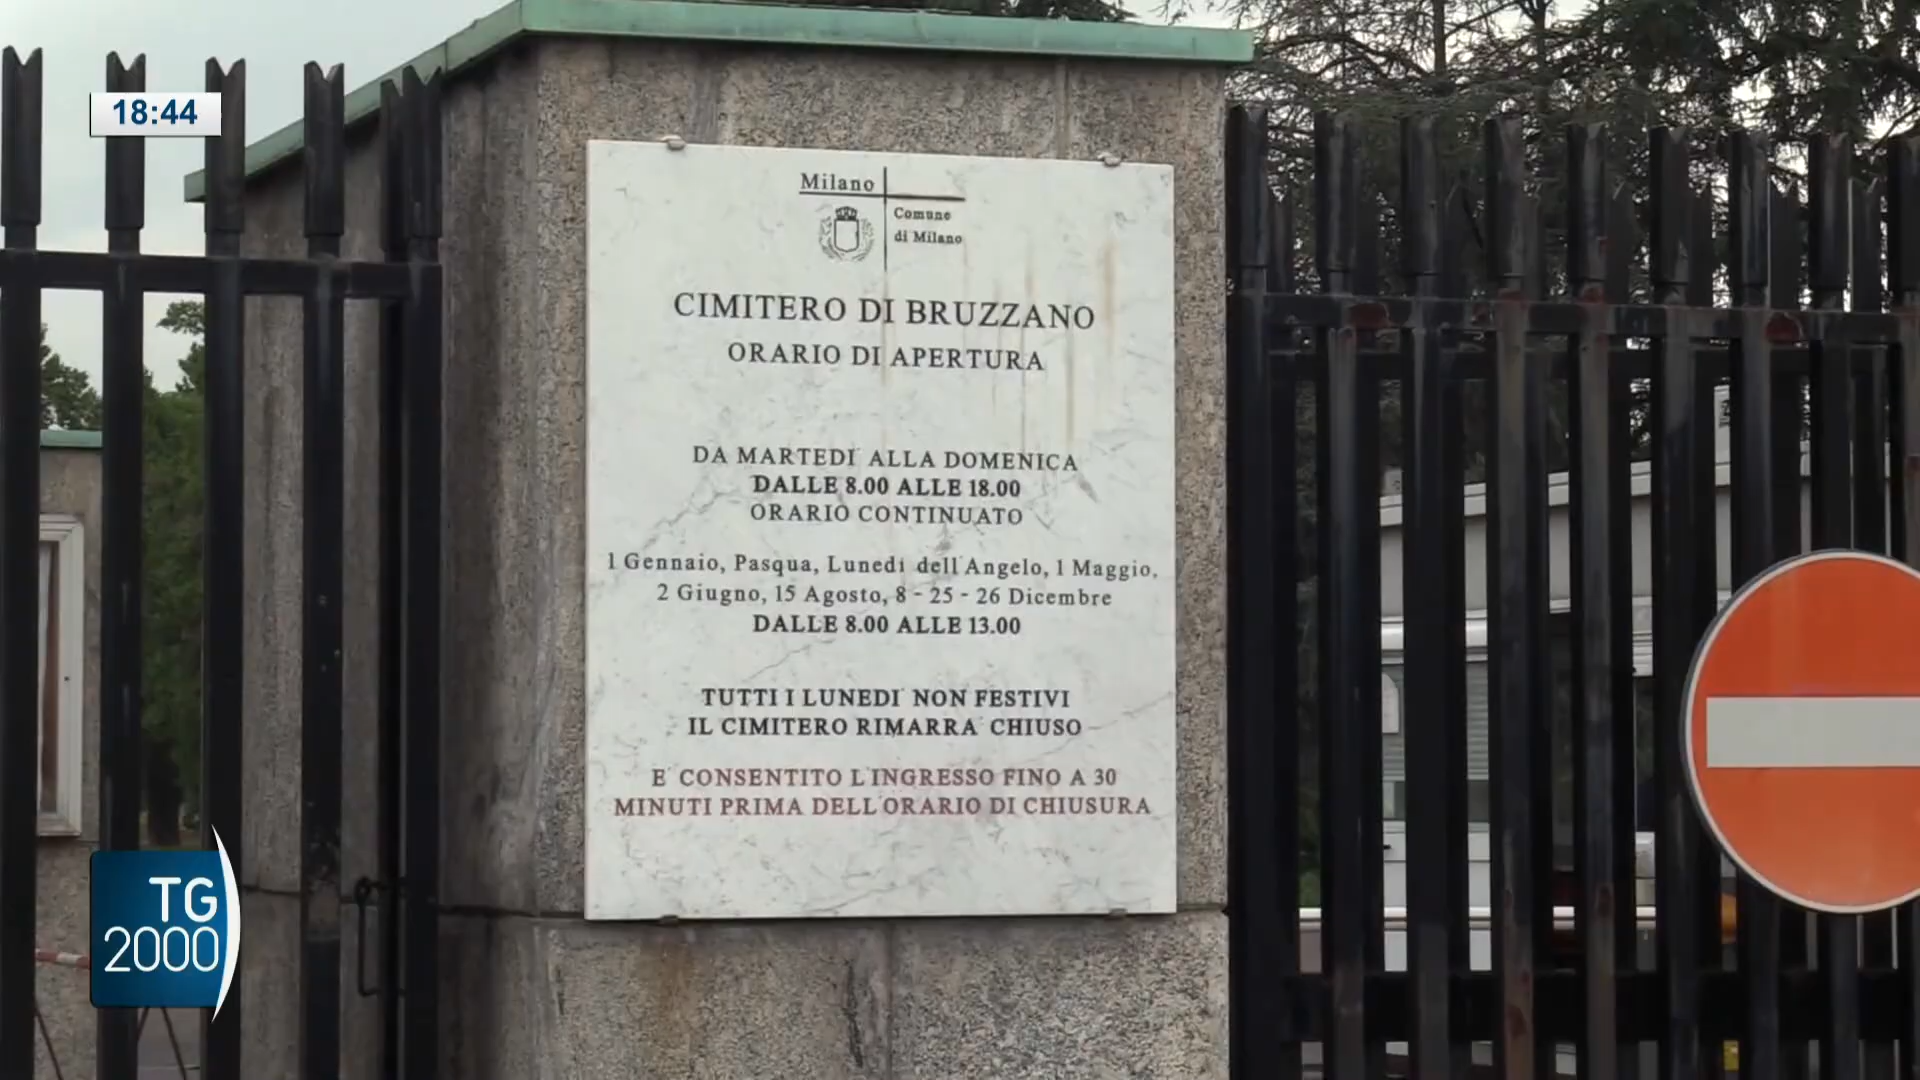 18:44
Milano
Comune
di Milano
CIMITERO DI BRUZZANO
ORARIO DI APERTURA
DA MARTEDI´ ALLA DOMENICA
DALLE 8.00 ALLE 18.00
ORARIO CONTINUATO
1 Gennaio, Pasqua, Lunedi dell´Angelo, 1 Maggio,
2 Giugno, 15 Agosto, 8 - 25 - 26 Dicembre
DALLE 8.00 ALLE 13.00
TUTTI I LUNEDI´ NON FESTIVI
IL CIMITERO RIMARRA´ CHIUSO
E´ CONSENTITO L´INGRESSO FINO A 30
MINUTI PRIMA DELL´ORARIO DI CHIUSURA
TG
2000